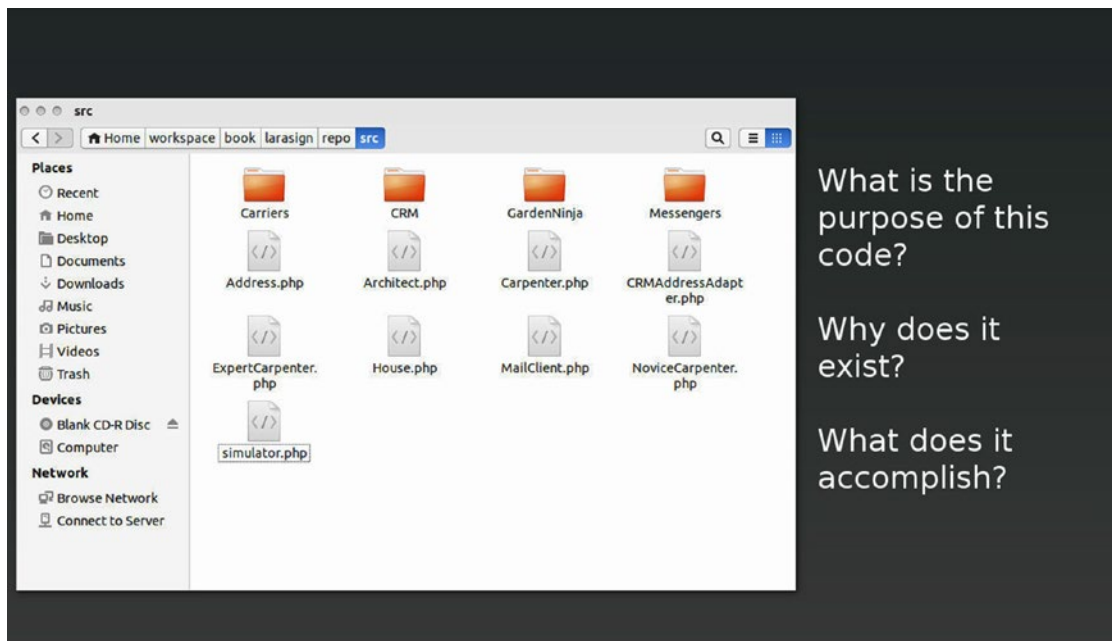 src
Home workspace book larasign repo src
Places
Recent
Home
Desktop
Documents
Downloads
Music
Pictures
Videos
Trash
Devices
Blank CD-R Disc
Computer
Network
Browse Network
Connect to Server
Carriers CRM GardenNinja Messengers
Address.php Architect.php Carpenter.php CRMAddressAdapt
er.php
ExpertCarpenter. House.php MailClient.php NoviceCarpenter.
php php
simulator.php
What is the
purpose of this
code?
Why does it
exist?
What does it
accomplish?